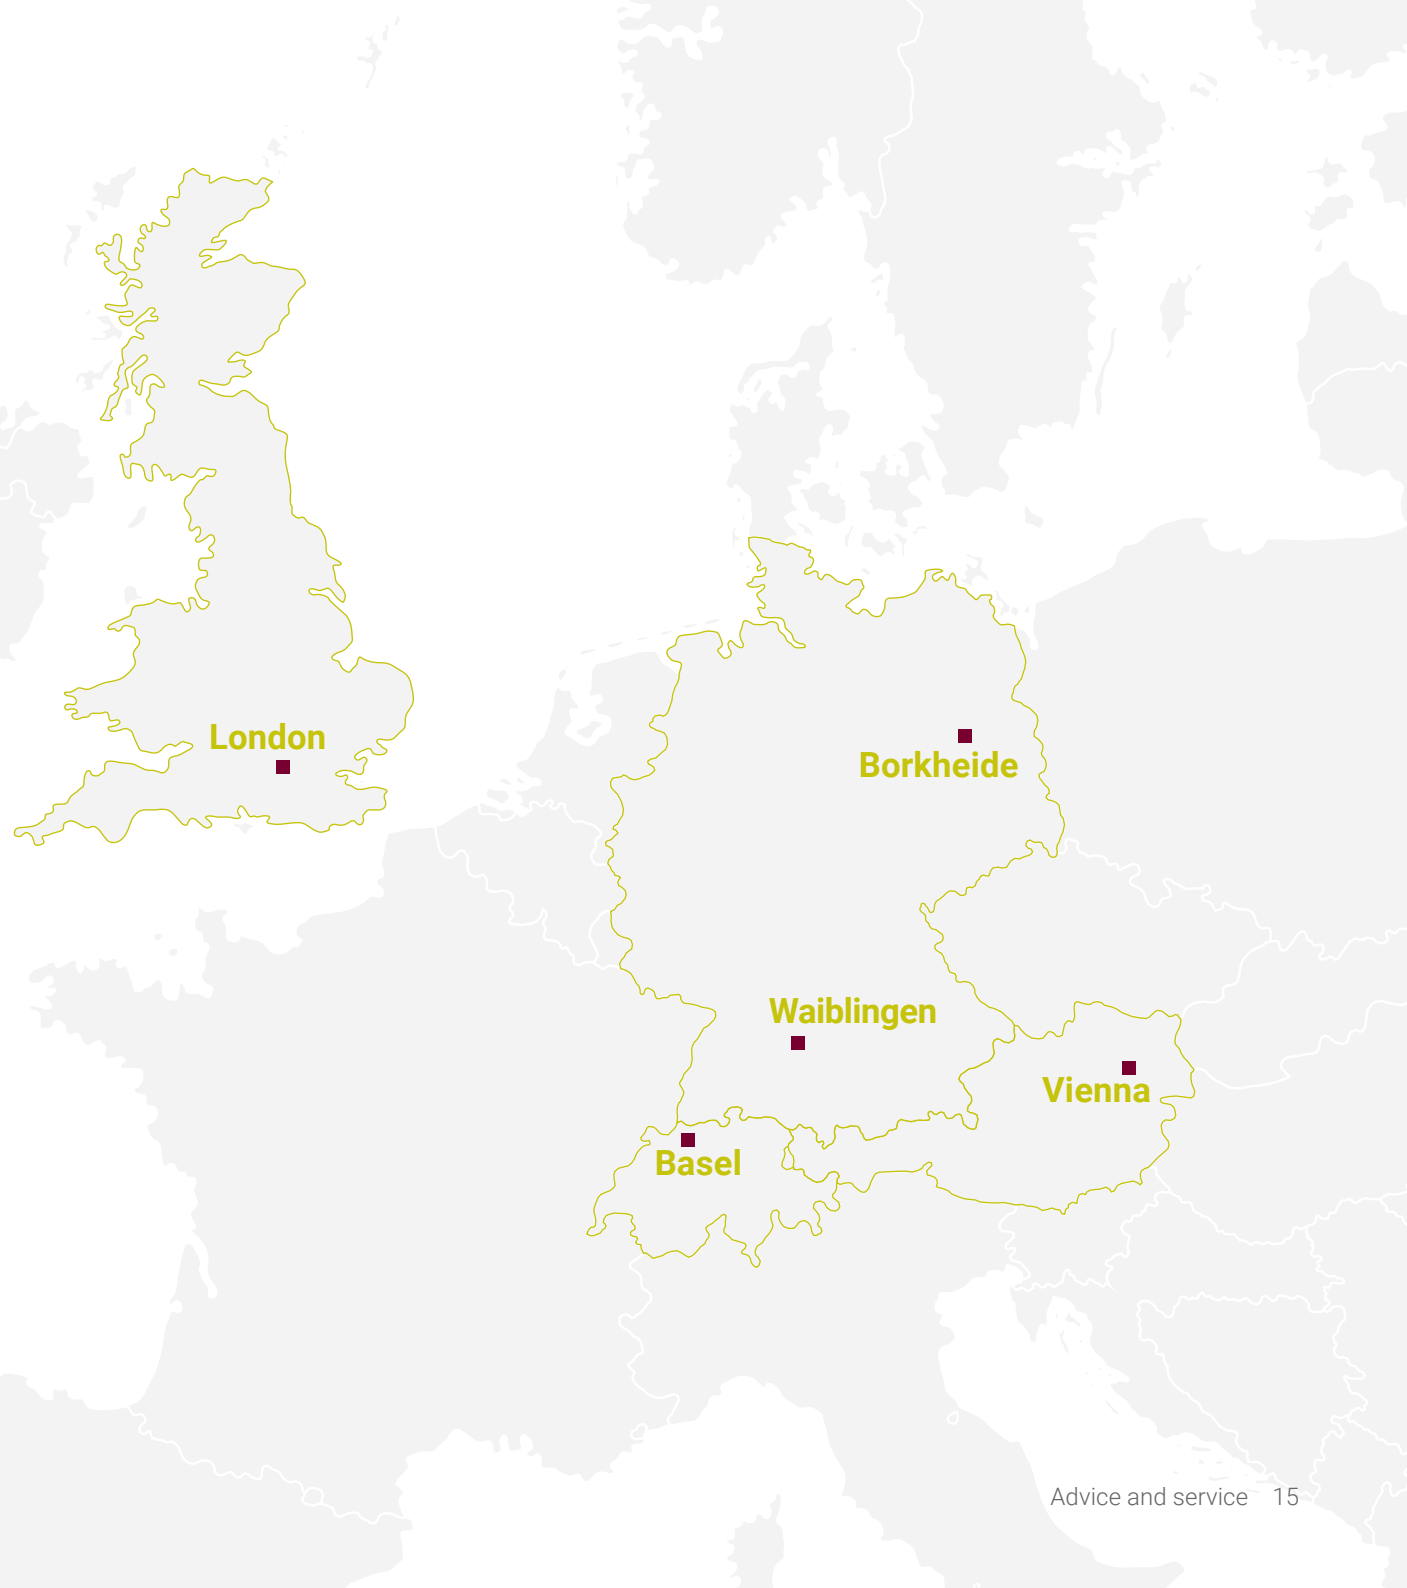 London
Borkheide
Waiblingen
Vienna
Basel
Advice and service 15